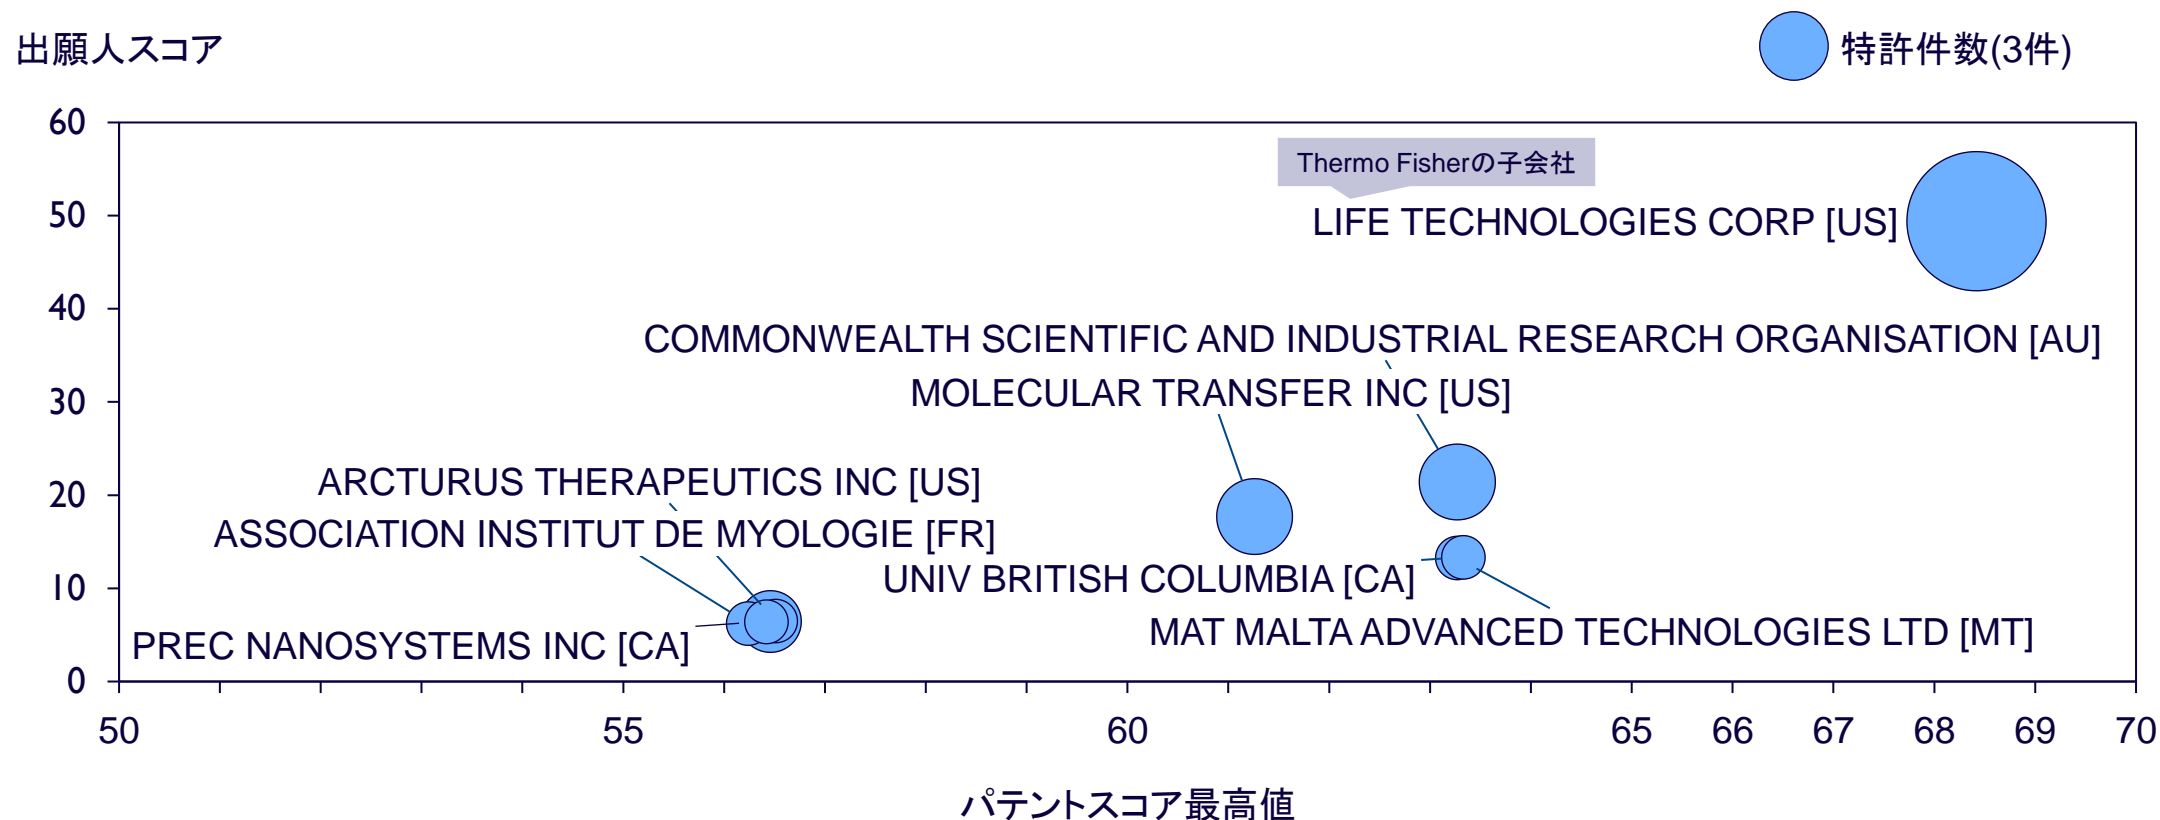 出願人スコア
特許件数(3件)
60
Thermo Fisherの子会社
50
LIFE TECHNOLOGIES CORP [US]
40
COMMONWEALTH SCIENTIFIC AND INDUSTRIAL RESEARCH ORGANISATION [AU]
30
MOLECULAR TRANSFER INC [US]
20
ARCTURUS THERAPEUTICS INC [US]
ASSOCIATION INSTITUT DE MYOLOGIE [FR]
10
UNIV BRITISH COLUMBIA [CA]
PREC NANOSYSTEMS INC [CA]
MAT MALTA ADVANCED TECHNOLOGIES LTD [MT]
0
50 55 60 65 66 67 68 69 70
パテントスコア最高値